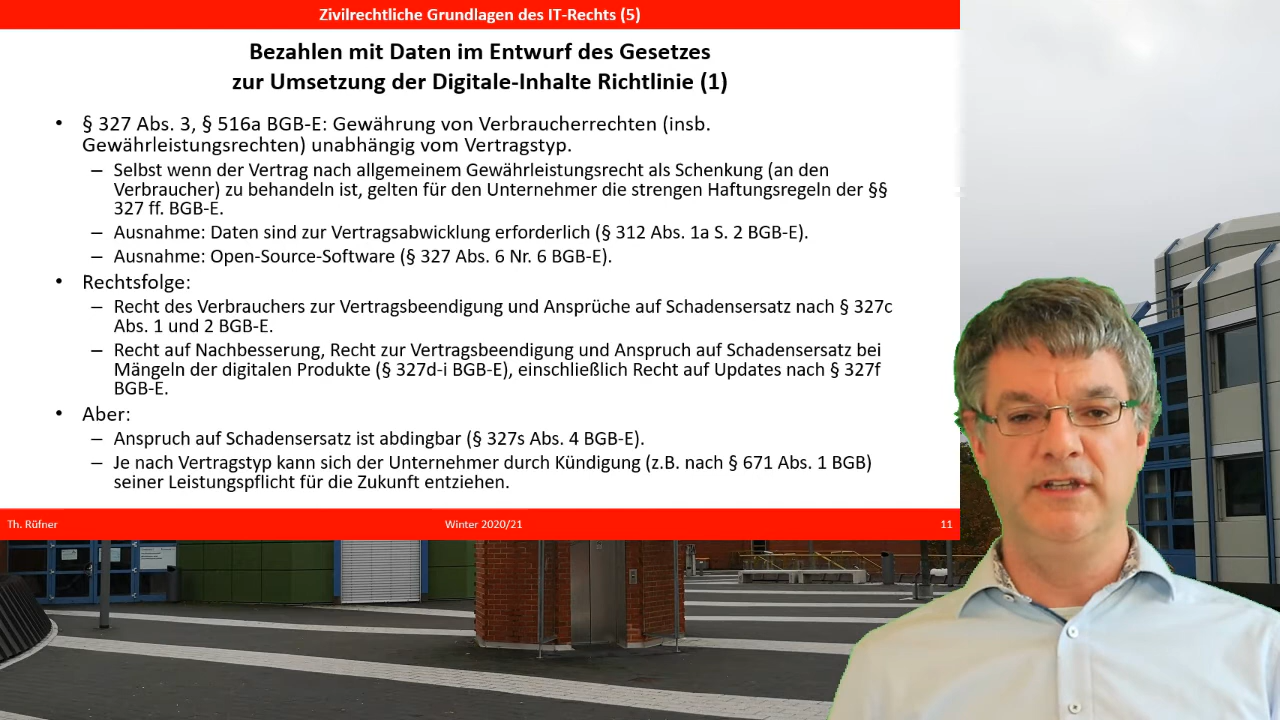 Zivilrechtliche Grundlagen des IT-Rechts (5)
Bezahlen mit Daten im Entwurf des Gesetzes
zur Umsetzung der Digitale-Inhalte Richtlinie (1)
• § 327 Abs. 3, § 516a BGB-E: Gewährung von Verbraucherrechten (insb.
Gewährleistungsrechten) unabhängig vom Vertragstyp.
– Selbst wenn der Vertrag nach allgemeinem Gewährleistungsrecht als Schenkung (an den
Verbraucher) zu behandeln ist, gelten für den Unternehmer die strengen Haftungsregeln der §§
327 ff. BGB-E.
– Ausnahme: Daten sind zur Vertragsabwicklung erforderlich (§ 312 Abs. 1a S. 2 BGB-E).
– Ausnahme: Open-Source-Software (§ 327 Abs. 6 Nr. 6 BGB-E).
• Rechtsfolge:
– Recht des Verbrauchers zur Vertragsbeendigung und Ansprüche auf Schadensersatz nach § 327c
Abs. 1 und 2 BGB-E.
– Recht auf Nachbesserung, Recht zur Vertragsbeendigung und Anspruch auf Schadensersatz bei
Mängeln der digitalen Produkte (§ 327d-i BGB-E), einschließlich Recht auf Updates nach § 327f
BGB-E.
• Aber:
– Anspruch auf Schadensersatz ist abdingbar (§ 327s Abs. 4 BGB-E).
– Je nach Vertragstyp kann sich der Unternehmer durch Kündigung (z.B. nach § 671 Abs. 1 BGB)
seiner Leistungspflicht für die Zukunft entziehen.
Th. Rüfner
Winter 2020/21
11